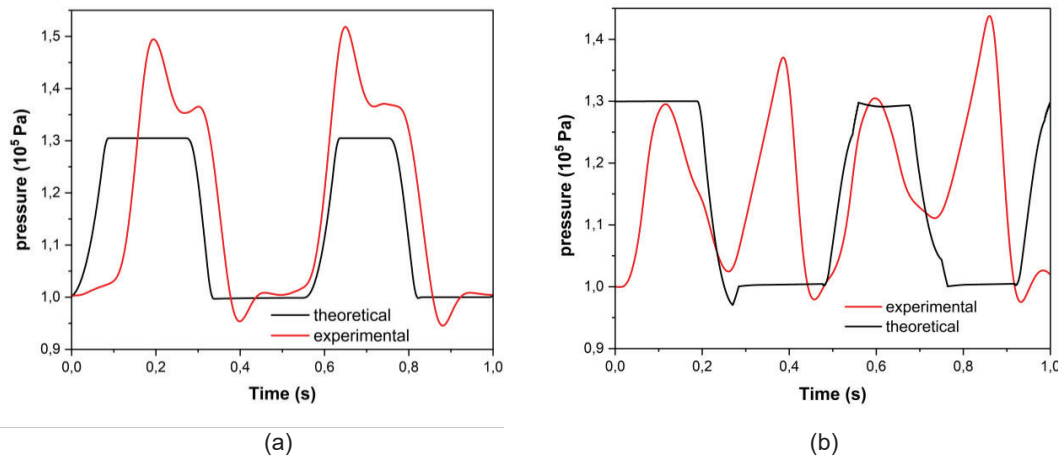 1,5
1,4
1,3
1,2
1,1
1,0
0,9
pressure (10⁵ Pa)
theoretical
experimental
0,0 0,2 0,4 0,6 0,8 1,0
Time (s)
(a)
1,4
1.3
1,2
1,1
1,0
0,9
pressure (10⁵ Pa)
experimental
theoretical
0,0 0,2 0,4 0,6 0,8 1,0
Time (s)
(b)